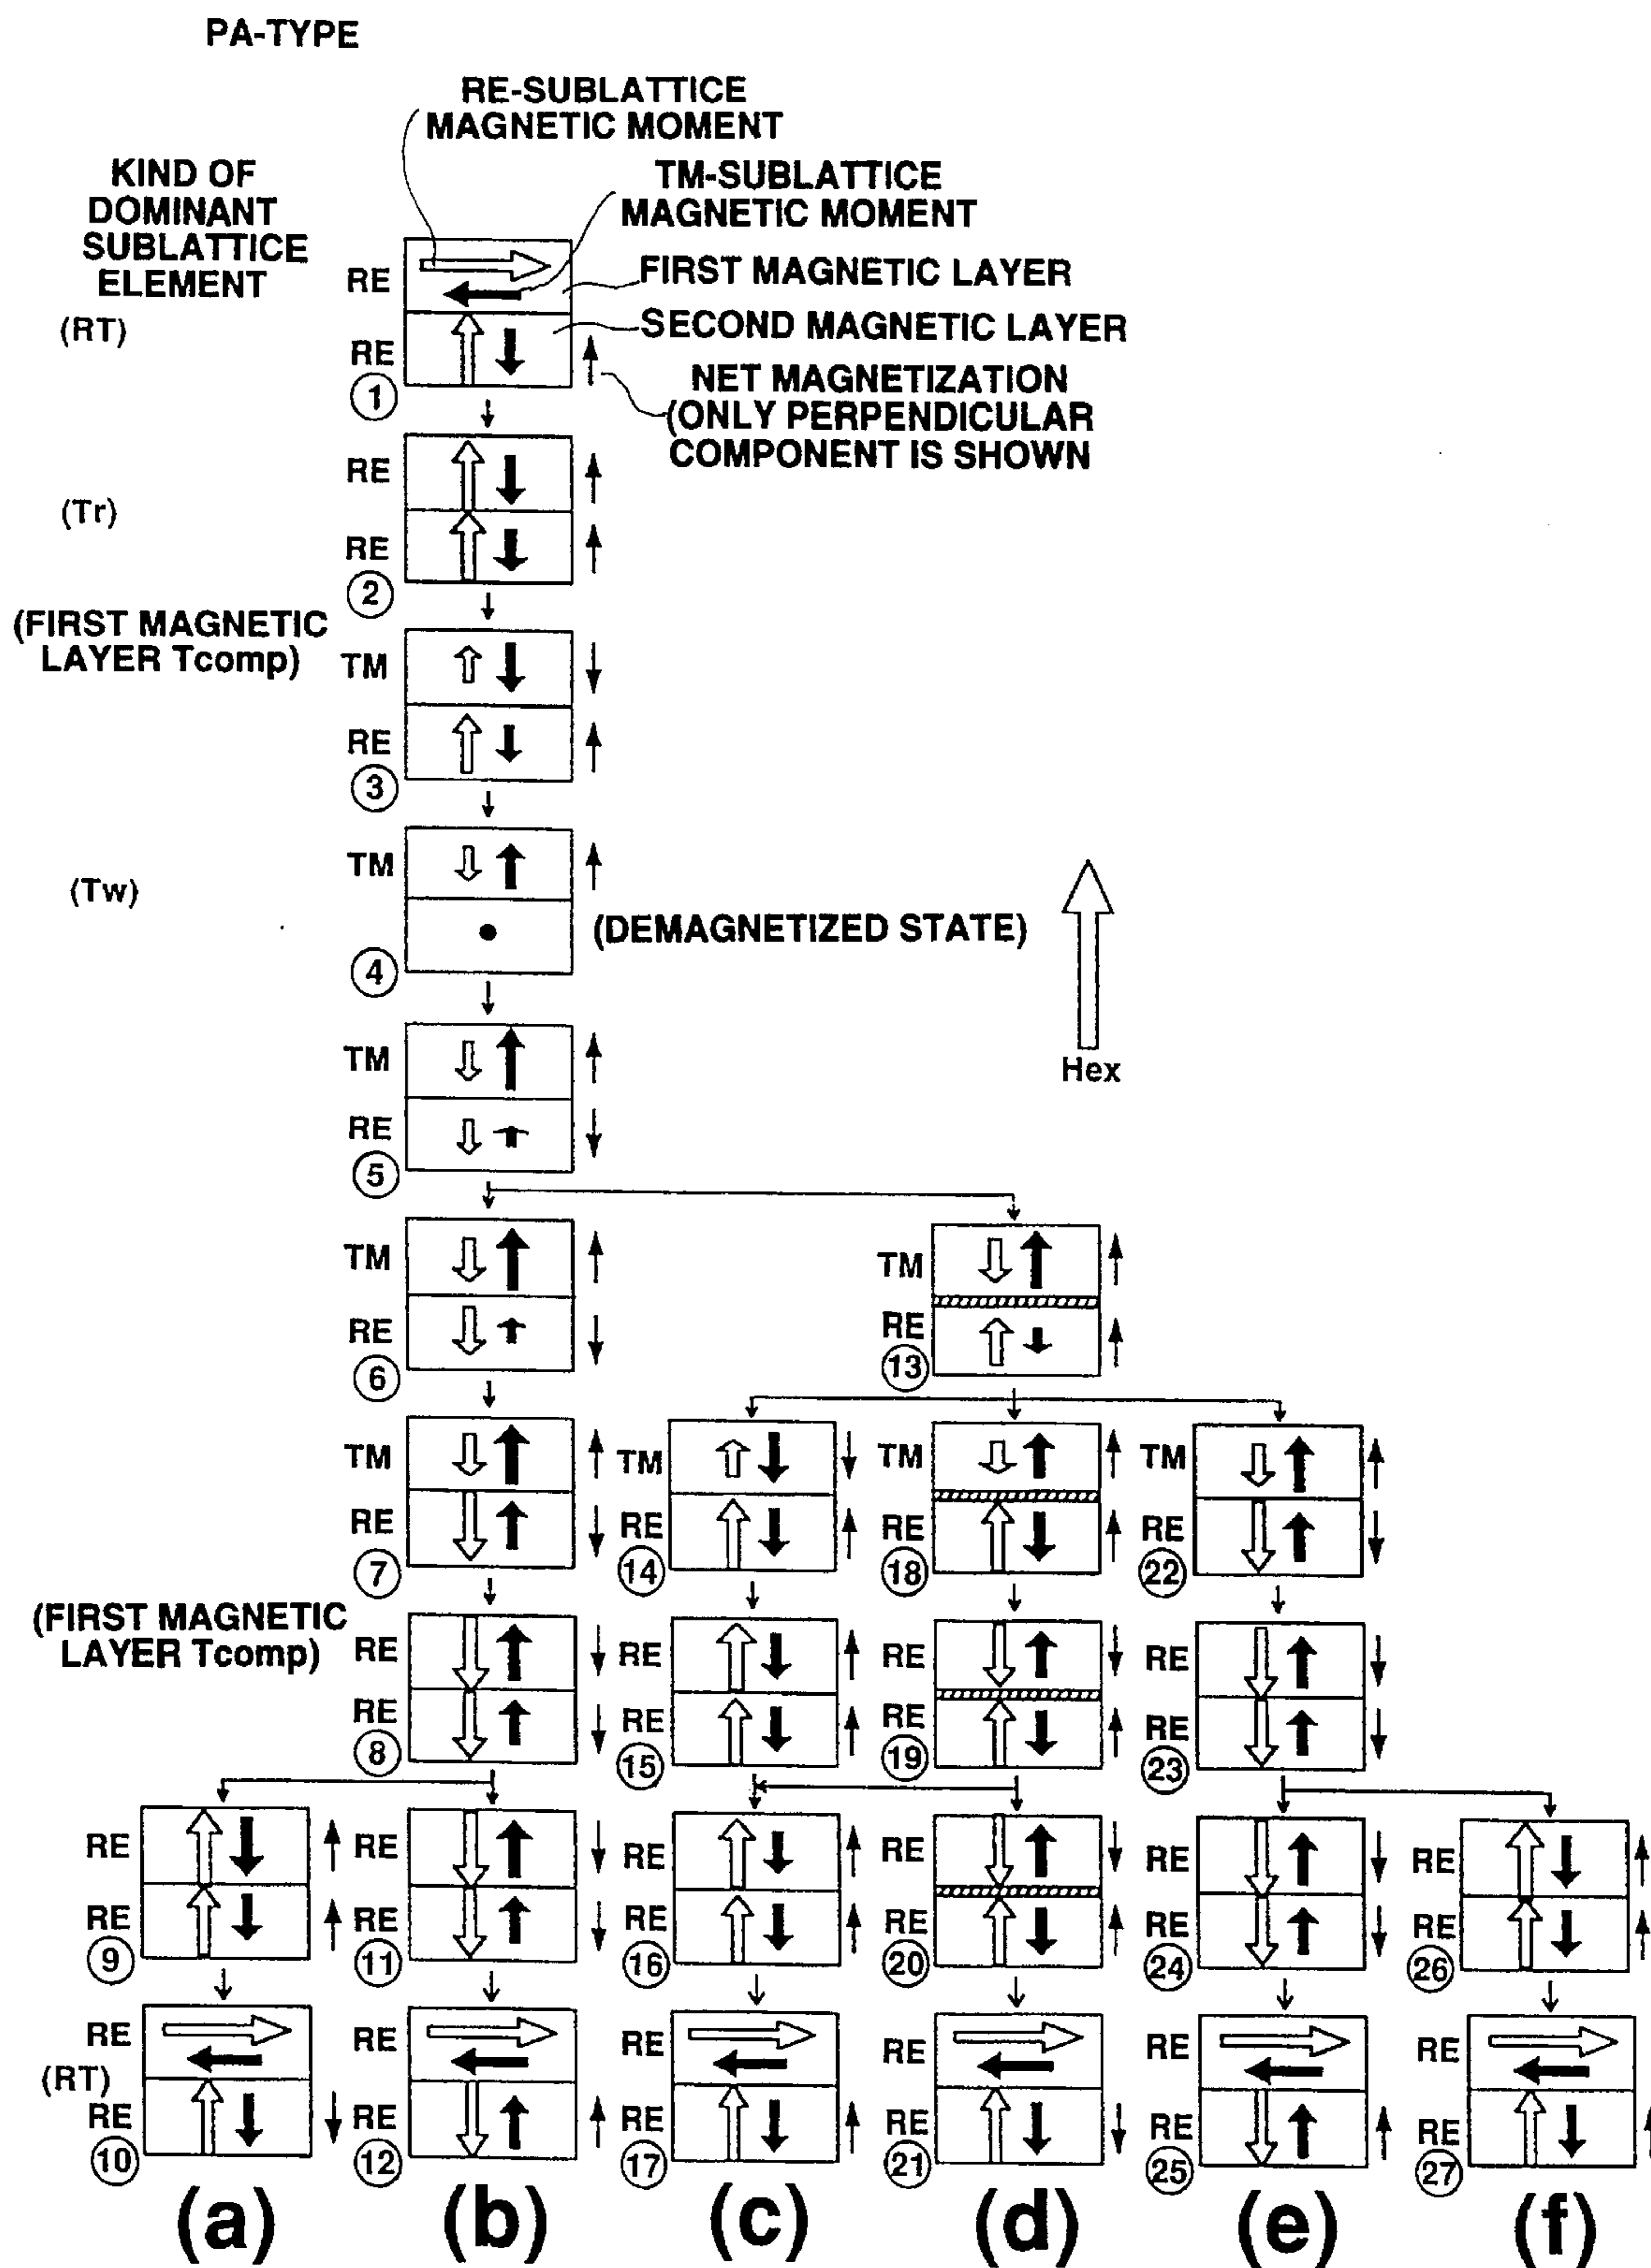 PA-TYPE
RE-SUBLATTICE
MAGNETIC MOMENT
KIND OF
DOMINANT
SUBLATTICE
ELEMENT
TM-SUBLATTICE
MAGNETIC MOMENT
RE
FIRST MAGNETIC LAYER
(RT)
SECOND MAGNETIC LAYER
RE
1
NET MAGNETIZATION
(ONLY PERPENDICULAR
COMPONENT IS SHOWN
RE
(Tr)
RE
2
(FIRST MAGNETIC
LAYER Tcomp)
TM
RE
3
TM
(Tw)
(DEMAGNETIZED STATE)
4
Hex
TM
RE
5
TM TM
RE RE
6 13
TM TM TM TM
RE RE RE RE
7 14 18 22
(FIRST MAGNETIC
LAYER Tcomp)
RE RE RE RE
RE RE RE RE
8 15 19 23
RE RE RE RE RE RE
RE RE RE RE RE RE
9 11 16 20 24 26
RE RE RE RE RE RE
(RT)
RE RE RE RE RE RE
10 12 17 21 25 27
(a) (b) (c) (d) (e) (f)